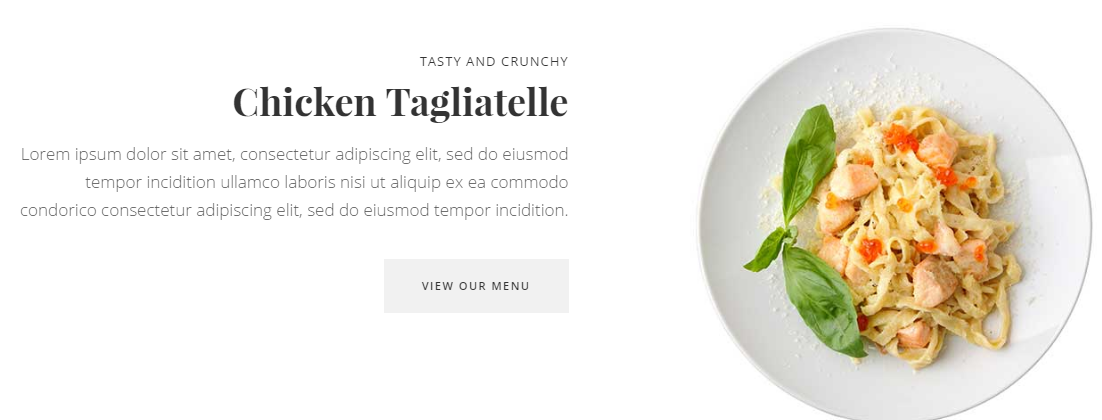 TASTY AND CRUNCHY
Chicken Tagliatelle
Lorem ipsum dolor sit amet, consectetur adipiscing elit, sed do eiusmod
tempor incidition ullamco laboris nisi ut aliquip ex ea commodo
condorico consectetur adipiscing elit, sed do eiusmod tempor incidition.
VIEW OUR MENU